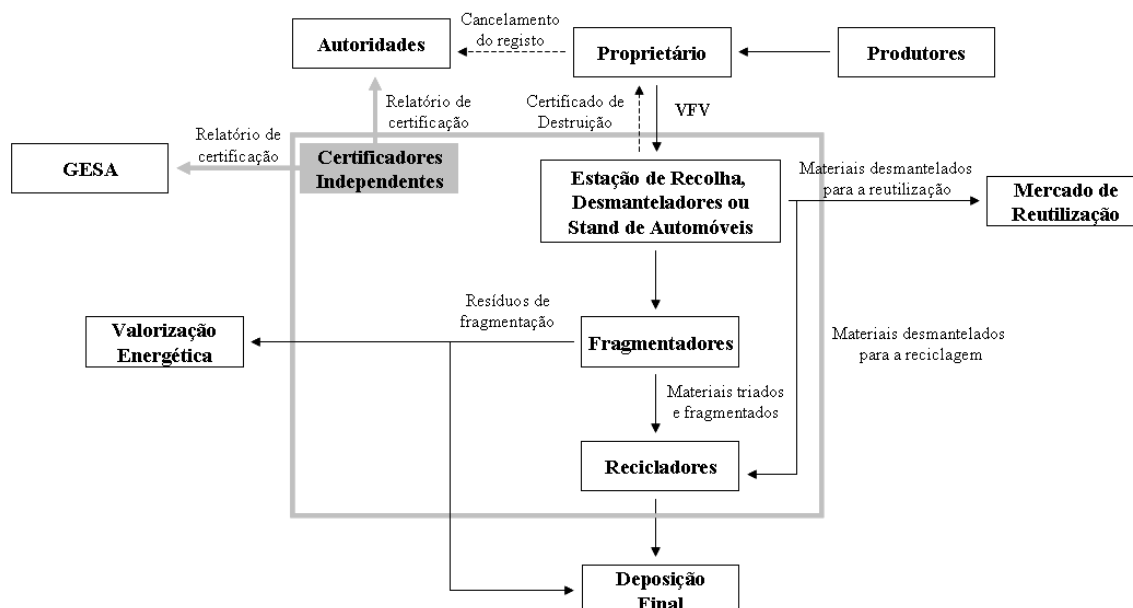 Cancelamento
do registo
Autoridades
Proprietário
Produtores
Relatório de
certificação
Certificado de
Destruição
VFV
Relatório de
certificação
GESA
Certificadores
Independentes
Estação de Recolha,
Desmanteladores ou
Stand de Automóveis
Materiais desmantelados
para a reutilização
Mercado de
Reutilização
Resíduos de
fragmentação
Valorização
Energética
Fragmentadores
Materiais desmantelados
para a reciclagem
Materiais triados
e fragmentados
Recicladores
Deposição
Final